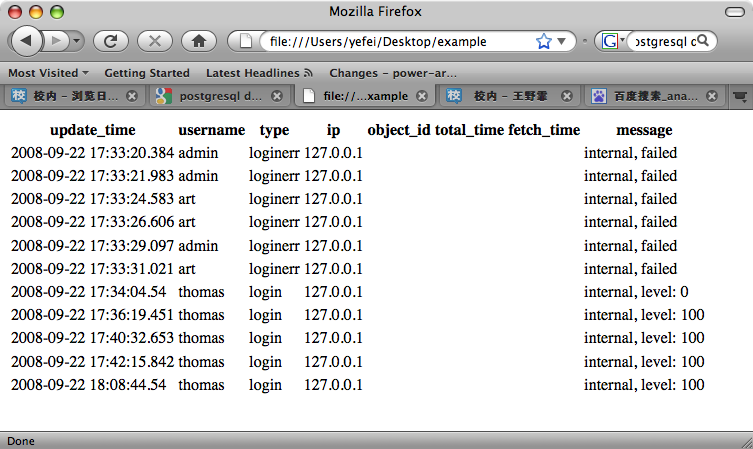 Mozilla Firefox
file:///Users/yefei/Desktop/example
G
ostgresql c
Most Visited
Getting Started
Latest Headlines
Changes - power-ar...
校 校内 - 浏览日...
postgresql d...
file:/...xample
校 校内 - 王野霏
百度搜索_ana...
update_time username type ip object_id total_time fetch_time message
2008-09-22 17:33:20.384 admin loginerr 127.0.0.1 internal, failed
2008-09-22 17:33:21.983 admin loginerr 127.0.0.1 internal, failed
2008-09-22 17:33:24.583 art loginerr 127.0.0.1 internal, failed
2008-09-22 17:33:26.606 art loginerr 127.0.0.1 internal, failed
2008-09-22 17:33:29.097 admin loginerr 127.0.0.1 internal, failed
2008-09-22 17:33:31.021 art loginerr 127.0.0.1 internal, failed
2008-09-22 17:34:04.54 thomas login 127.0.0.1 internal, level: 0
2008-09-22 17:36:19.451 thomas login 127.0.0.1 internal, level: 100
2008-09-22 17:40:32.653 thomas login 127.0.0.1 internal, level: 100
2008-09-22 17:42:15.842 thomas login 127.0.0.1 internal, level: 100
2008-09-22 18:08:44.54 thomas login 127.0.0.1 internal, level: 100
Done